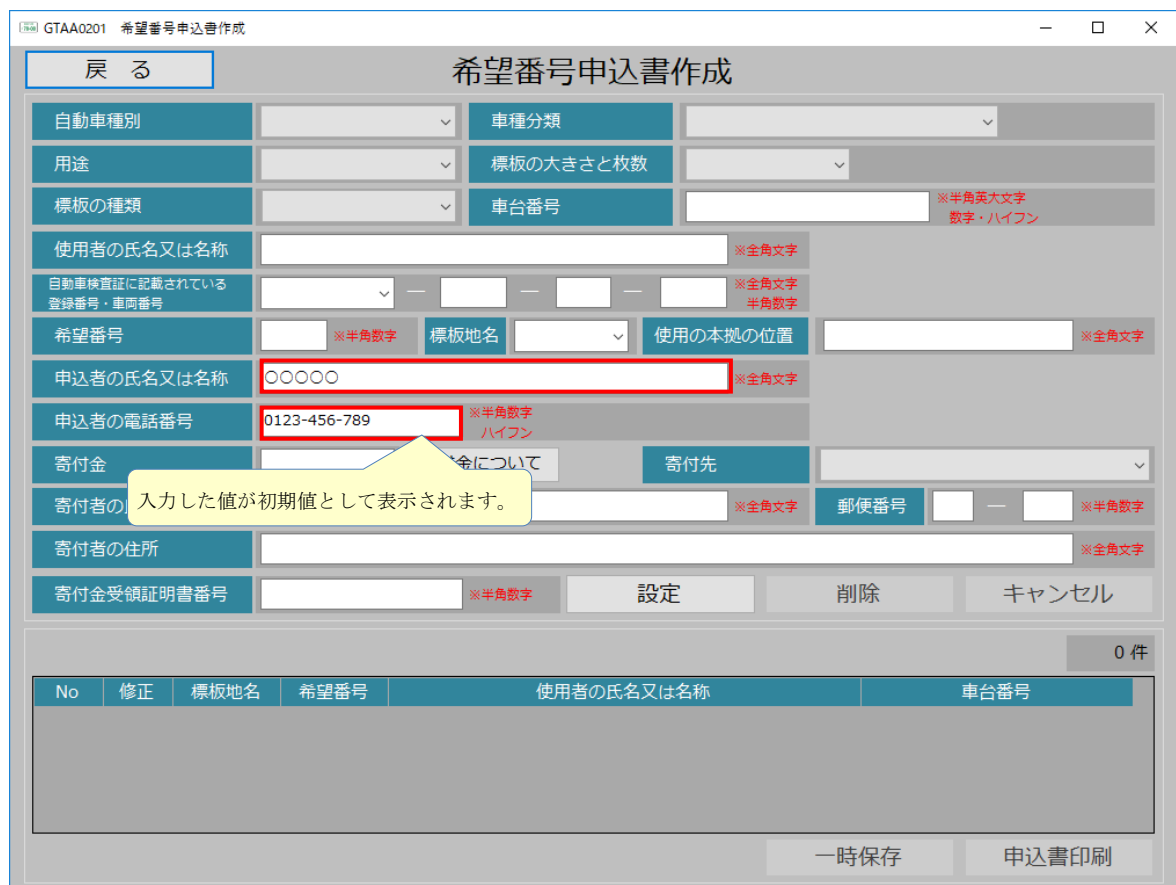 GTAA0201 希望番号申込書作成
戻 る
希望番号申込書作成
自動車種別
車種分類
用途
標板の大きさと枚数
標板の種類
車台番号
※半角英大文字
数字・ハイフン
使用者の氏名又は名称
※全角文字
自動車検査証に記載されている
登録番号・車両番号
―
―
―
※全角文字
半角数字
希望番号
※半角数字
標板地名
使用の本拠の位置
※全角文字
申込者の氏名又は名称
○○○○○
※全角文字
申込者の電話番号
0123-456-789
※半角数字
ハイフン
寄付金
金について
寄付先
入力した値が初期値として表示されます。
寄付者の
※全角文字
郵便番号
―
※半角数字
寄付者の住所
※全角文字
寄付金受領証明書番号
※半角数字
設定
削除
キャンセル
0 件
No 修正 標板地名 希望番号 使用者の氏名又は名称 車台番号
一時保存
申込書印刷